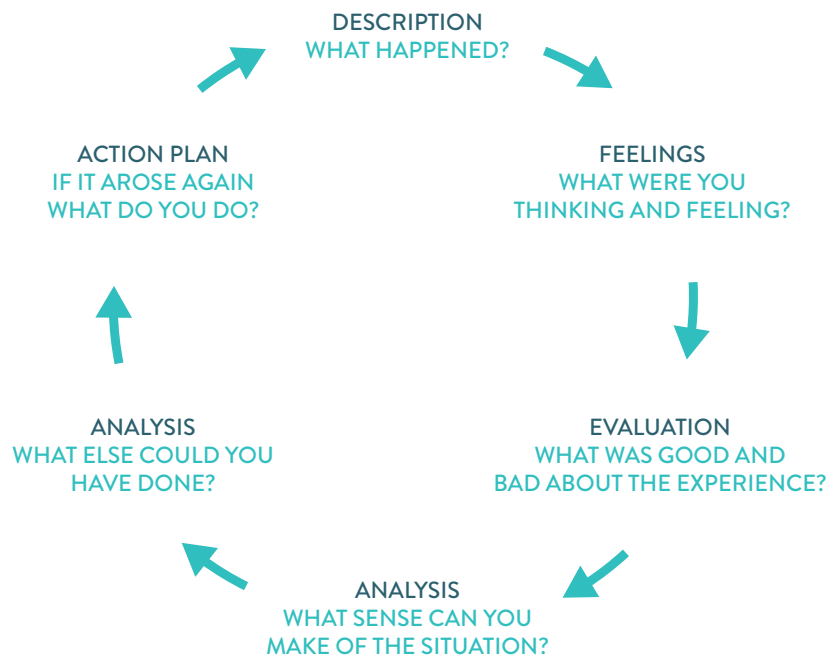 DESCRIPTION
WHAT HAPPENED?
FEELINGS
WHAT WERE YOU
THINKING AND FEELING?
EVALUATION
WHAT WAS GOOD AND
BAD ABOUT THE EXPERIENCE?
ANALYSIS
WHAT SENSE CAN YOU
MAKE OF THE SITUATION?
ANALYSIS
WHAT ELSE COULD YOU
HAVE DONE?
ACTION PLAN
IF IT AROSE AGAIN
WHAT DO YOU DO?